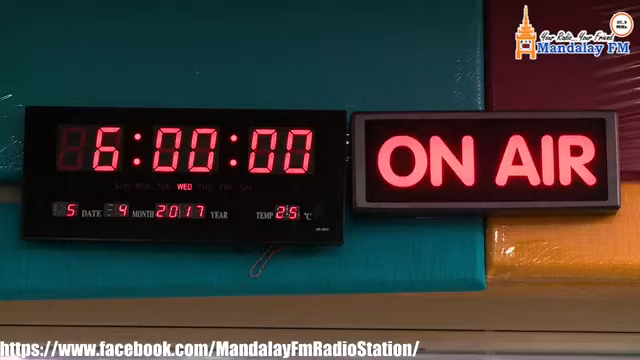 Your Radio...Your Friend
Mandalay FM
6:00:00
ON AIR
SUN MON TUE WED THU FRI SAT
5 DATE 4 MONTH 2017 YEAR
TEMP 25 °C
https://www.facebook.com/MandalayFmRadioStation/